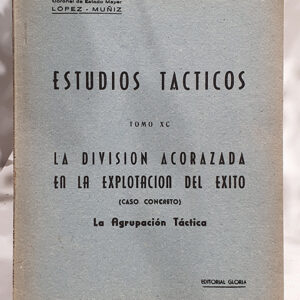 Coronel de Estado Mayor
LÓPEZ - MUÑIZ
ESTUDIOS TACTICOS
TOMO XC
LA DIVISION ACORAZADA
EN LA EXPLOTACION DEL EXITO
(CASO CONCRETO)
La Agrupación Táctica
EDITORIAL GLORIA